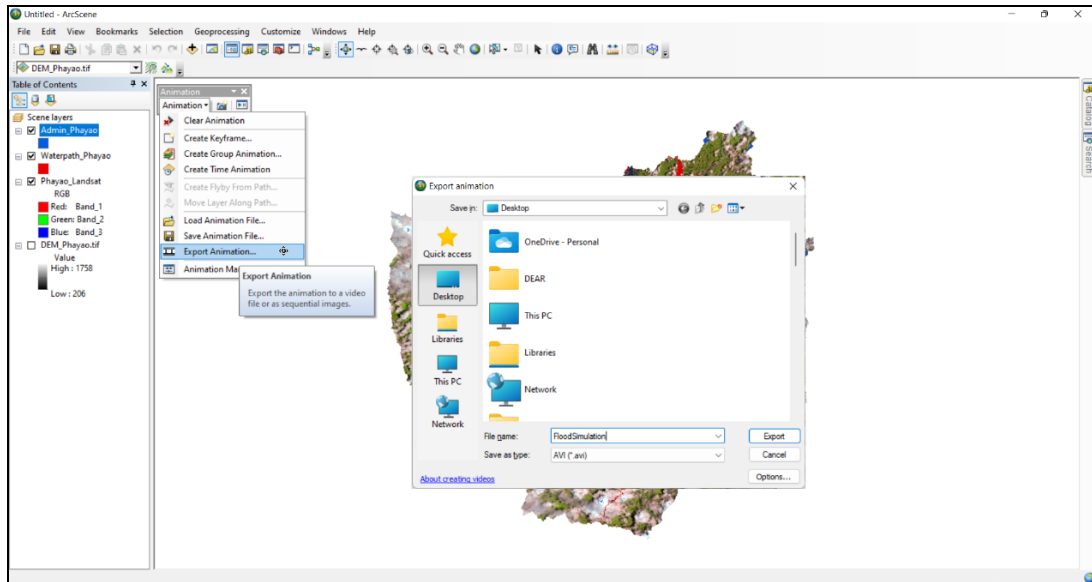 Untitled - ArcScene
File Edit View Bookmarks Selection Geoprocessing Customize Windows Help
DEM_Phayao.tif
Table of Contents
Scene layers
Admin_Phayao
Waterpath_Phayao
Phayao_Landsat
RGB
Red: Band_1
Green: Band_2
Blue: Band_3
DEM_Phayao.tif
Value
High : 1758
Low : 206
Animation
Animation
Clear Animation
Create Keyframe...
Create Group Animation...
Create Time Animation
Create Flyby From Path...
Move Layer Along Path...
Load Animation File...
Save Animation File...
Export Animation...
Animation Ma
Export Animation
Export the animation to a video
file or as sequential images.
Export animation
Save in: Desktop
Quick access
Desktop
Libraries
This PC
Network
OneDrive - Personal
DEAR
This PC
Libraries
Network
File name: FloodSimulation Export
Save as type: AVI (*.avi) Cancel
About creating videos Options...
Catalog
Search